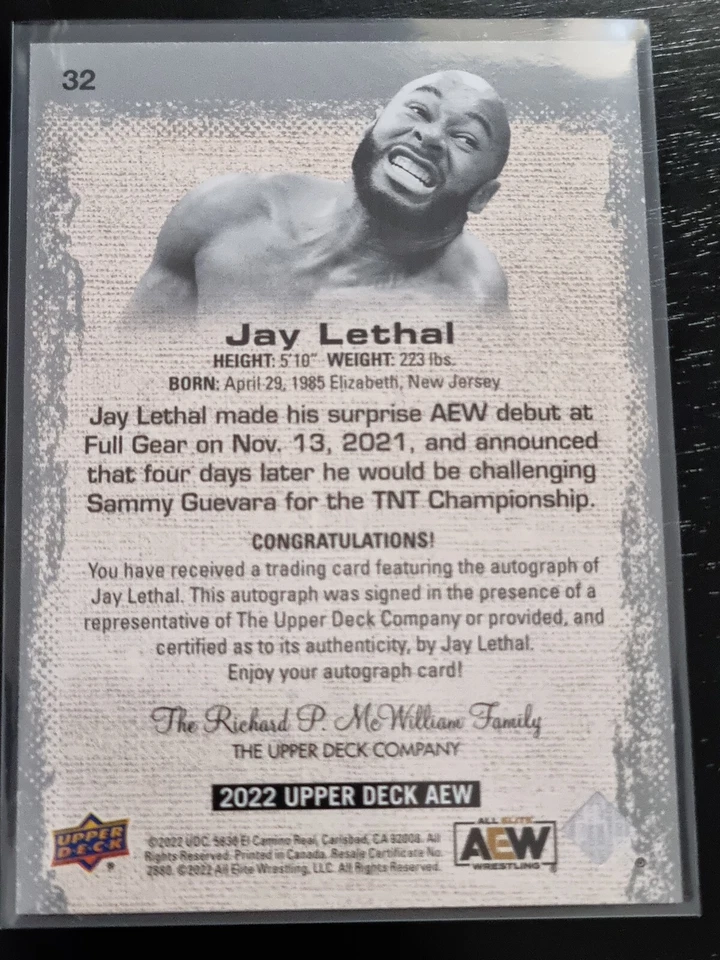 32
Jay Lethal
HEIGHT: 5'10" WEIGHT: 223 lbs.
BORN: April 29, 1985 Elizabeth, New Jersey
Jay Lethal made his surprise AEW debut at
Full Gear on Nov. 13, 2021, and announced
that four days later he would be challenging
Sammy Guevara for the TNT Championship.
CONGRATULATIONS!
You have received a trading card featuring the autograph of
Jay Lethal. This autograph was signed in the presence of a
representative of The Upper Deck Company or provided, and
certified as to its authenticity, by Jay Lethal.
Enjoy your autograph card!
The Richard P. McWilliam Family
THE UPPER DECK COMPANY
2022 UPPER DECK AEW
UPPER
D·E·C·K
®
©2022 UDC. 5830 El Camino Real, Carlsbad, CA 92008. All
Rights Reserved. Printed in Canada. Resale Certificate No.
2880. ©2022 All Elite Wrestling, LLC. All Rights Reserved.
ALL ELITE
AEW
WRESTLING
®